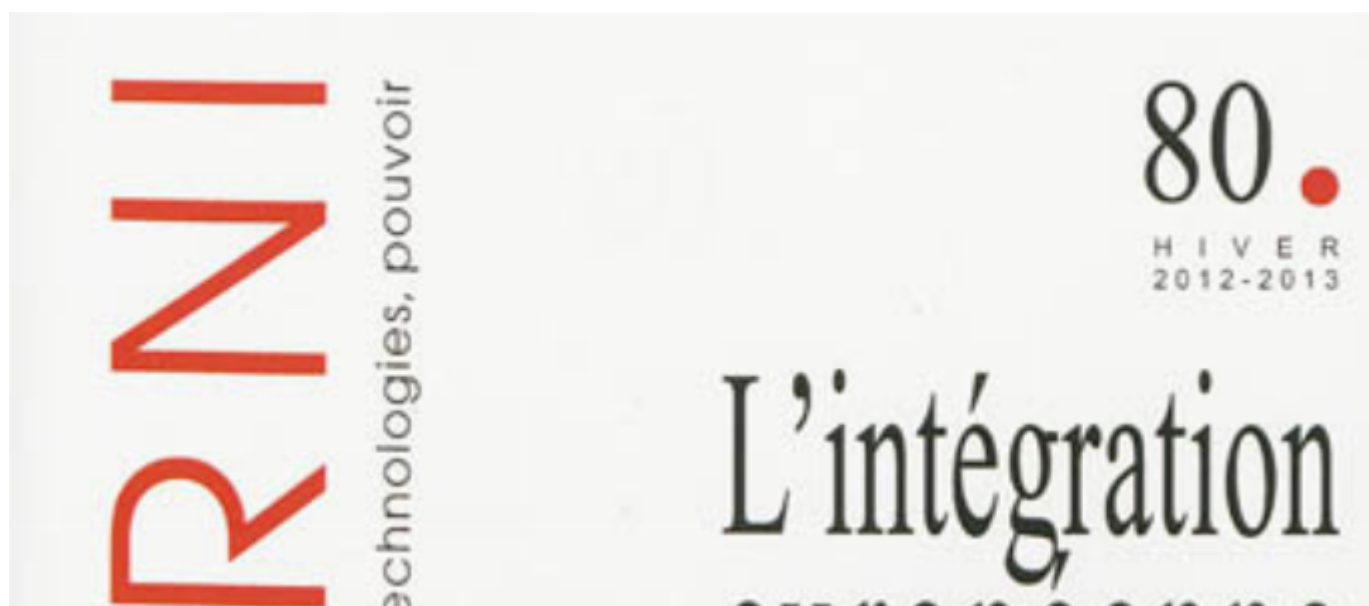 RNI
echnologies, pouvoir
80.
HIVER
2012-2013
L'intégration